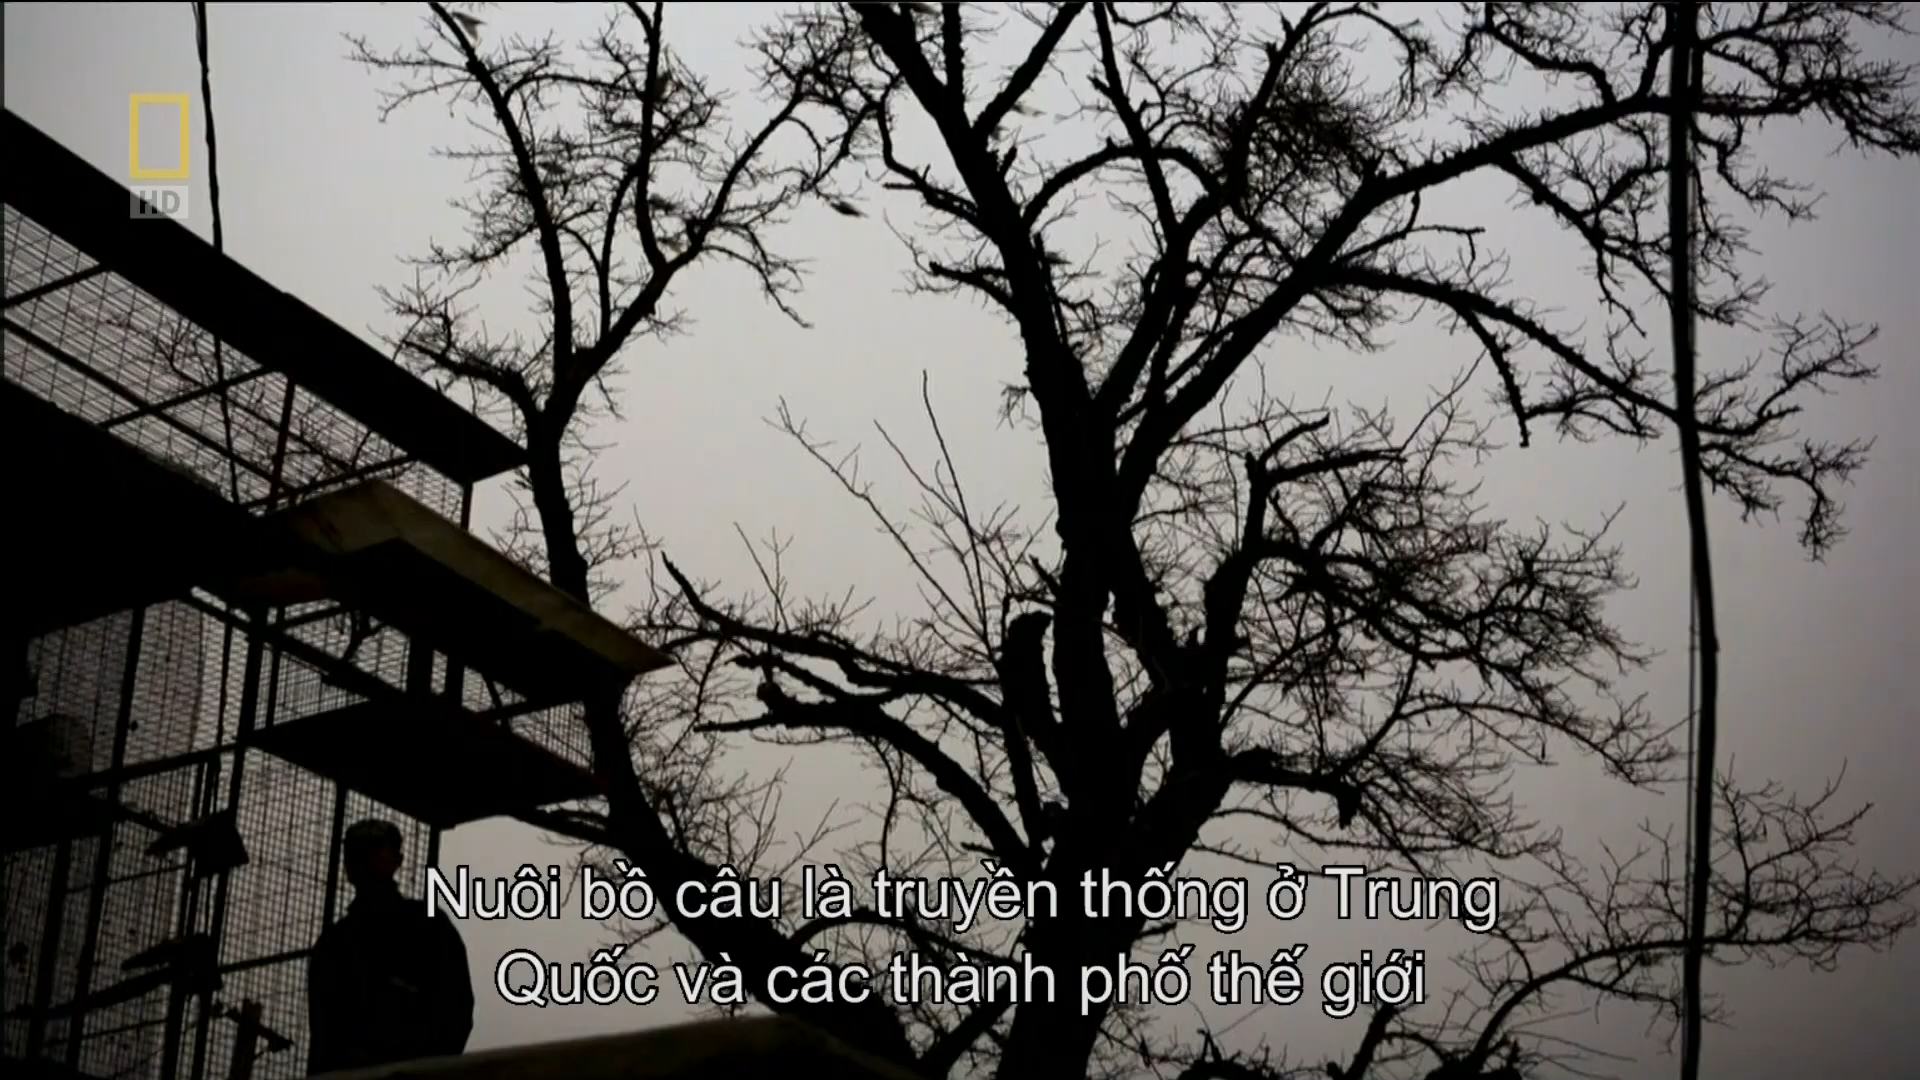 HD
Nuôi bồ câu là truyền thống ở Trung
Quốc và các thành phố thế giới